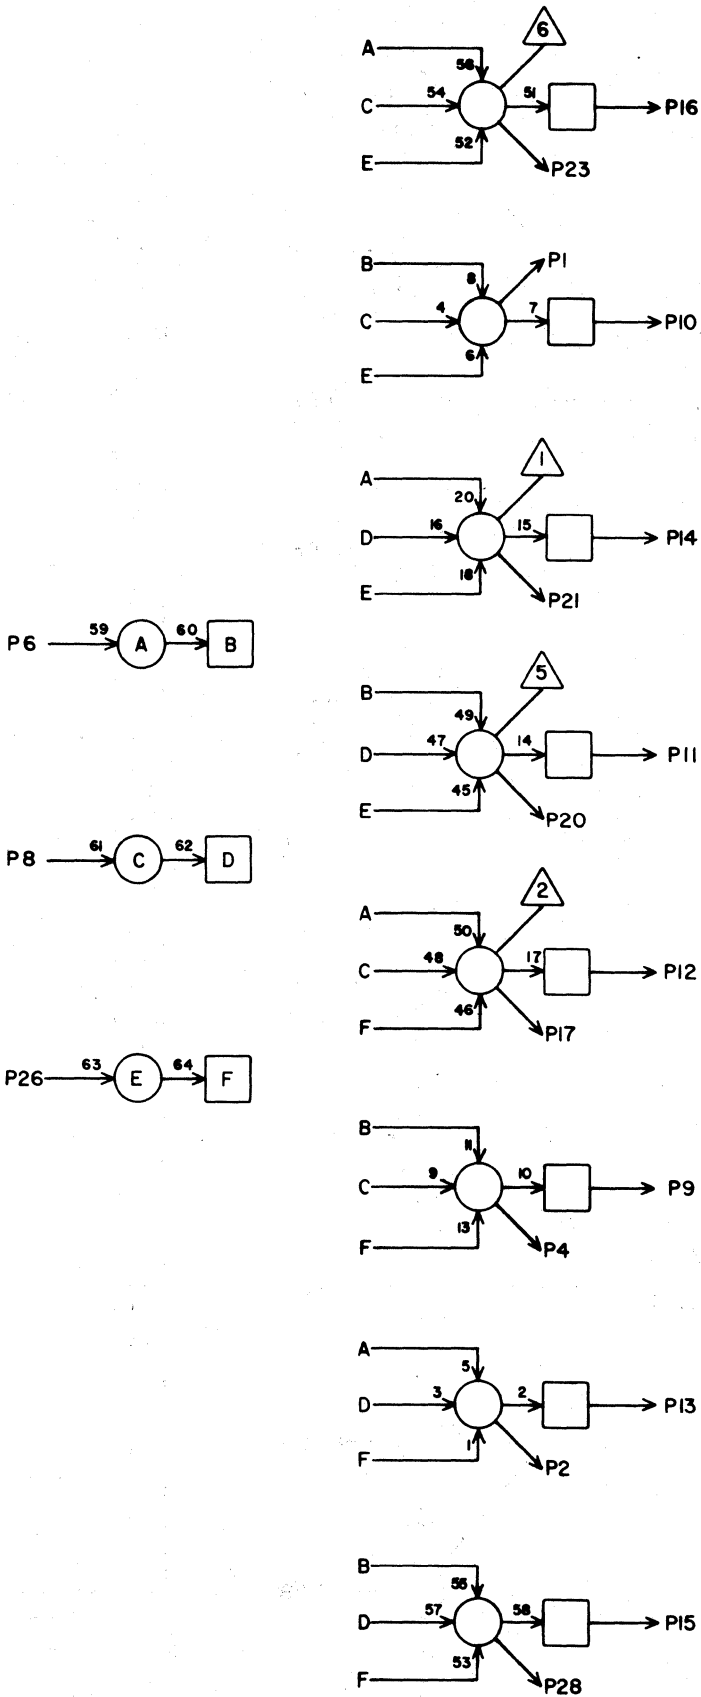 6
A
56
C 54 51 P16
52
E P23
B P1
8
C 4 7 P10
6
E
1
A
20
D 16 15 P14
18
E P21
P6 59 A 60 B
5
B
49
D 47 14 P11
45
E P20
P8 61 C 62 D
2
A
50
C 48 17 P12
46
F P17
P26 63 E 64 F
B
11
C 9 10 P9
13
F P4
A
5
D 3 2 P13
1
F P2
B
D 57 58 P15
53
F P28